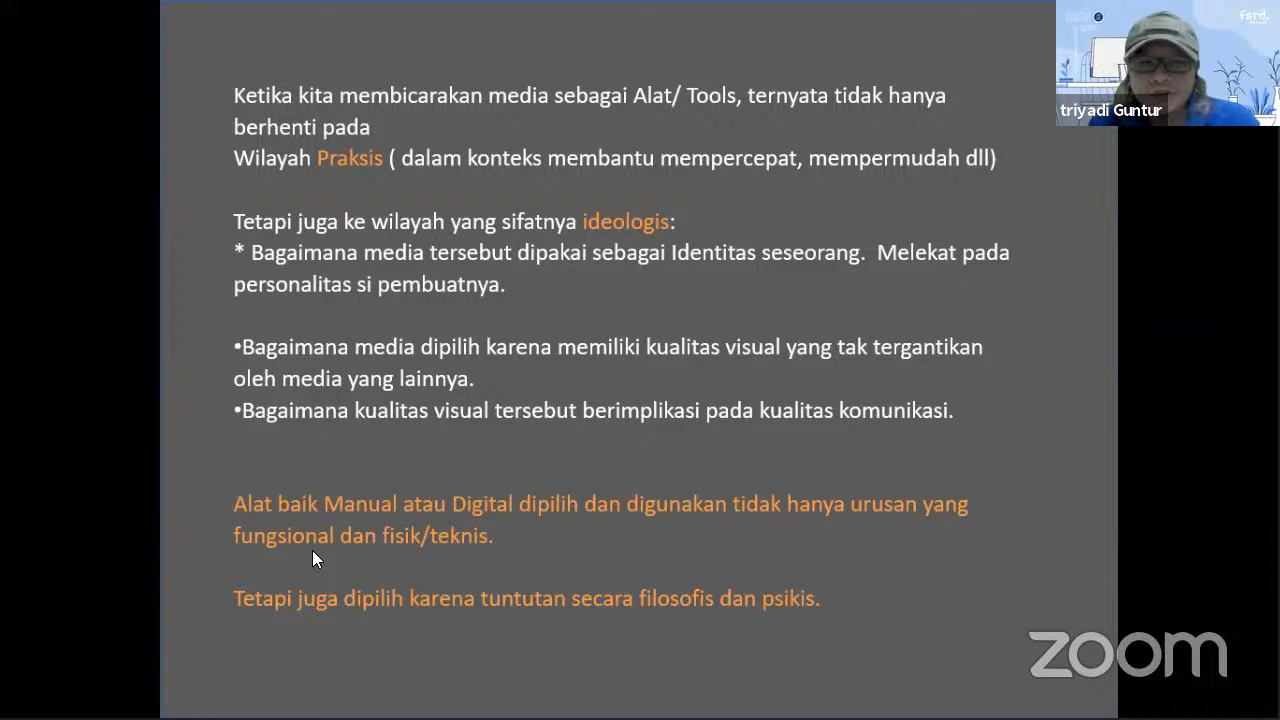 Ketika kita membicarakan media sebagai Alat/ Tools, ternyata tidak hanya
berhenti pada
Wilayah Praksis ( dalam konteks membantu mempercepat, mempermudah dll)
Tetapi juga ke wilayah yang sifatnya ideologis:
* Bagaimana media tersebut dipakai sebagai Identitas seseorang.  Melekat pada
personalitas si pembuatnya.
•Bagaimana media dipilih karena memiliki kualitas visual yang tak tergantikan
oleh media yang lainnya.
•Bagaimana kualitas visual tersebut berimplikasi pada kualitas komunikasi.
Alat baik Manual atau Digital dipilih dan digunakan tidak hanya urusan yang
fungsional dan fisik/teknis.
Tetapi juga dipilih karena tuntutan secara filosofis dan psikis.
fsrd.
triyadi Guntur
zoom